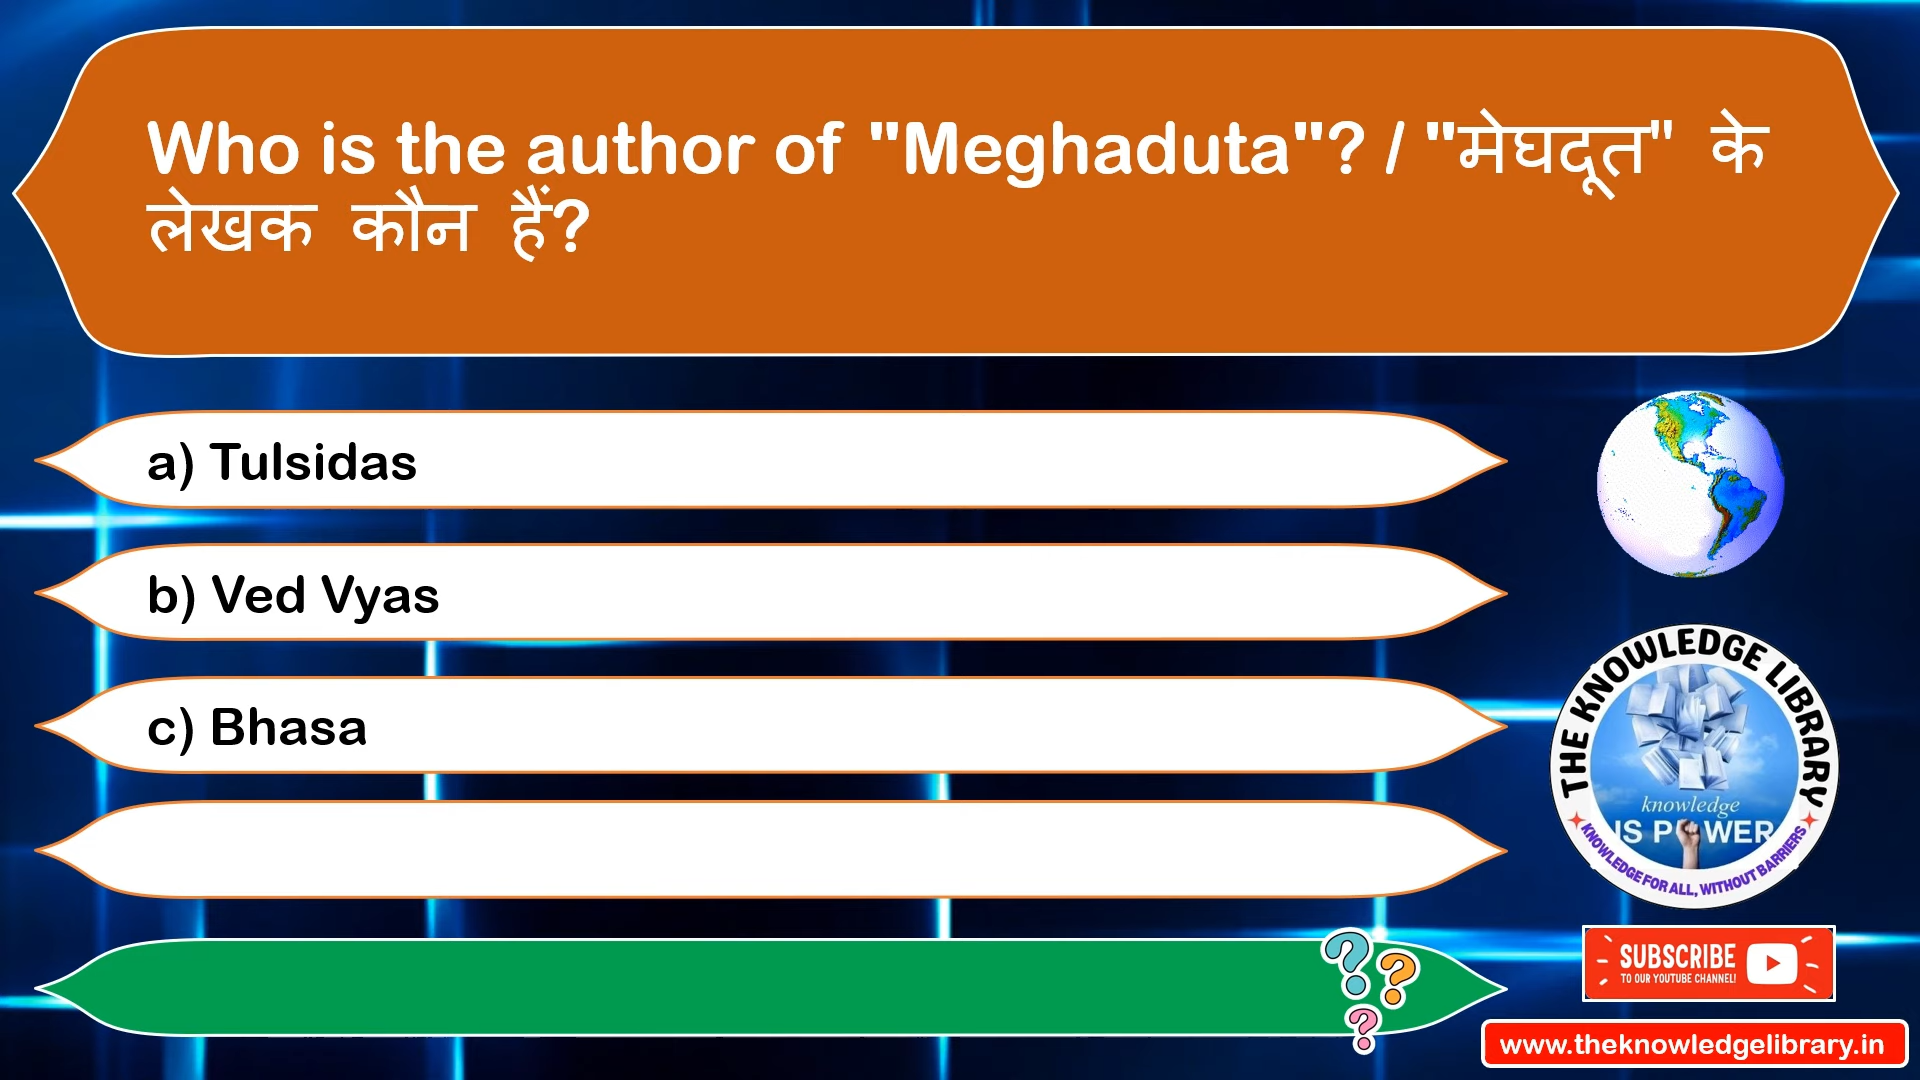 Who is the author of "Meghaduta"? / "मेघदूत" के
लेखक कौन हैं?
a) Tulsidas
b) Ved Vyas
c) Bhasa
THE KNOWLEDGE LIBRARY
knowledge
IS POWER
KNOWLEDGE FOR ALL, WITHOUT BARRIERS
SUBSCRIBE
TO OUR YOUTUBE CHANNEL!
www.theknowledgelibrary.in